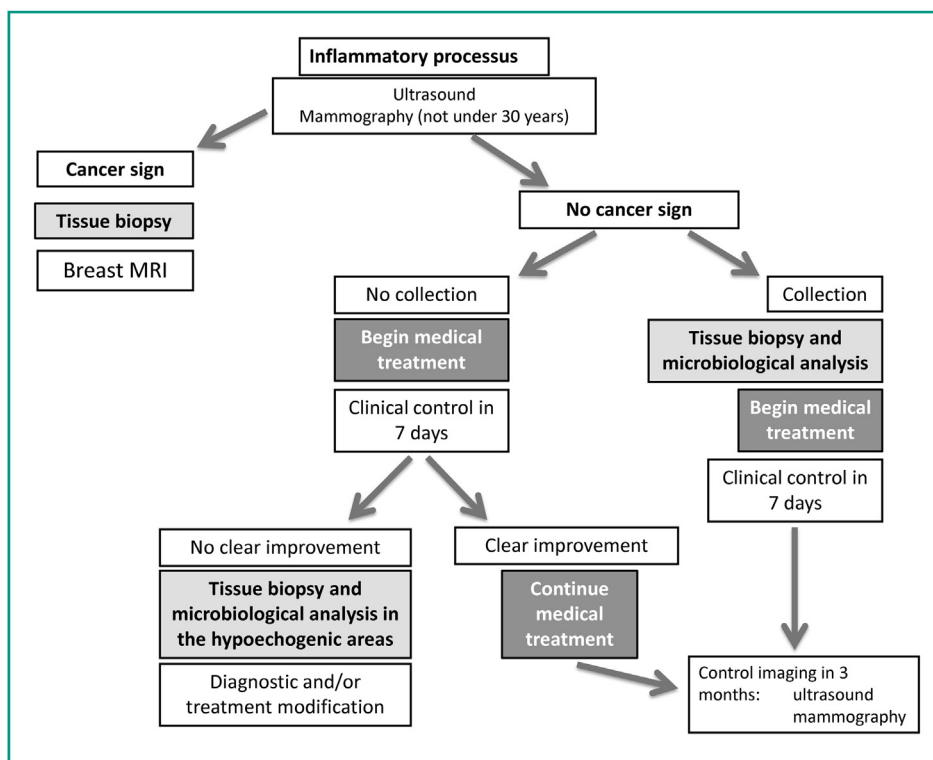 Inflammatory processus
Ultrasound
Mammography (not under 30 years)
Cancer sign
Tissue biopsy
Breast MRI
No cancer sign
No collection
Begin medical
treatment
Clinical control in
7 days
Collection
Tissue biopsy and
microbiological analysis
Begin medical
treatment
Clinical control in
7 days
No clear improvement
Tissue biopsy and
microbiological analysis in
the hypoechogenic areas
Diagnostic and/or
treatment modification
Clear improvement
Continue
medical
treatment
Control imaging in 3
months: ultrasound
mammography